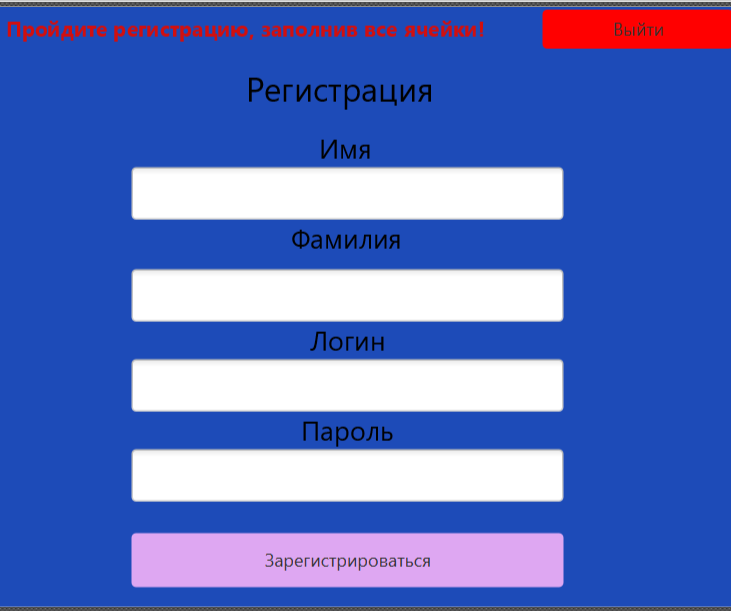 Пройдите регистрацию, заполнив все ячейки!
Выйти
Регистрация
Имя
Фамилия
Логин
Пароль
Зарегистрироваться